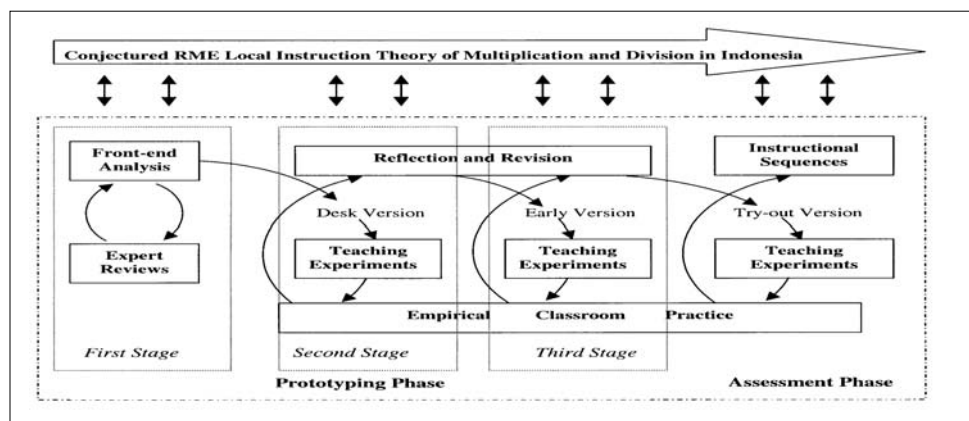 Conjectured RME Local Instruction Theory of Multiplication and Division in Indonesia
Front-end
Analysis
Expert
Reviews
First Stage
Reflection and Revision
Desk Version
Teaching
Experiments
Second Stage
Early Version
Teaching
Experiments
Third Stage
Instructional
Sequences
Try-out Version
Teaching
Experiments
Empirical Classroom Practice
Prototyping Phase
Assessment Phase